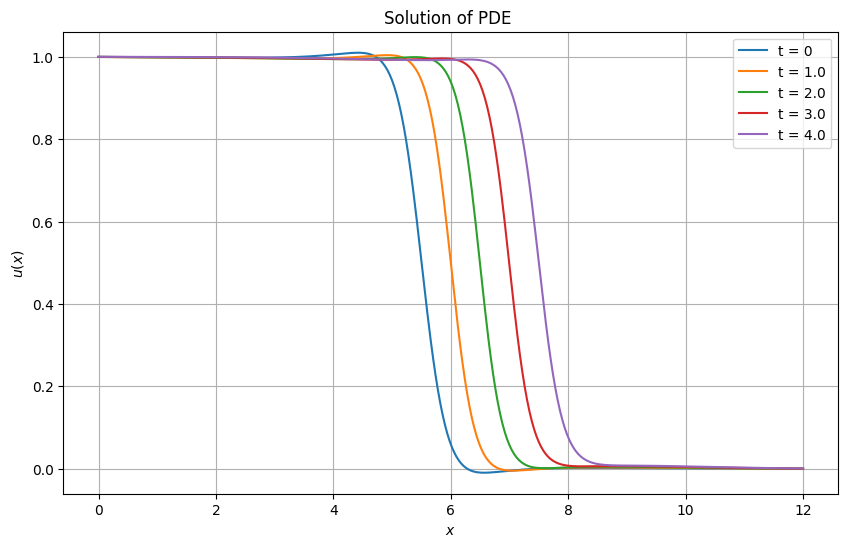 Solution of PDE
t = 0
t = 1.0
t = 2.0
t = 3.0
t = 4.0
u(x)
1.0
0.8
0.6
0.4
0.2
0.0
0 2 4 6 8 10 12
x